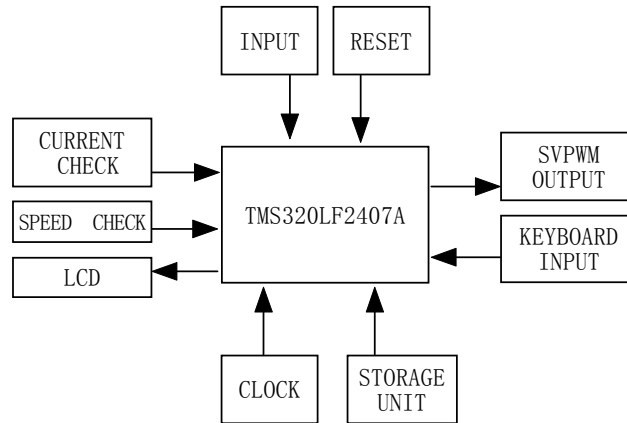 INPUT
RESET
CURRENT
CHECK
SPEED CHECK
LCD
TMS320LF2407A
SVPWM
OUTPUT
KEYBOARD
INPUT
CLOCK
STORAGE
UNIT